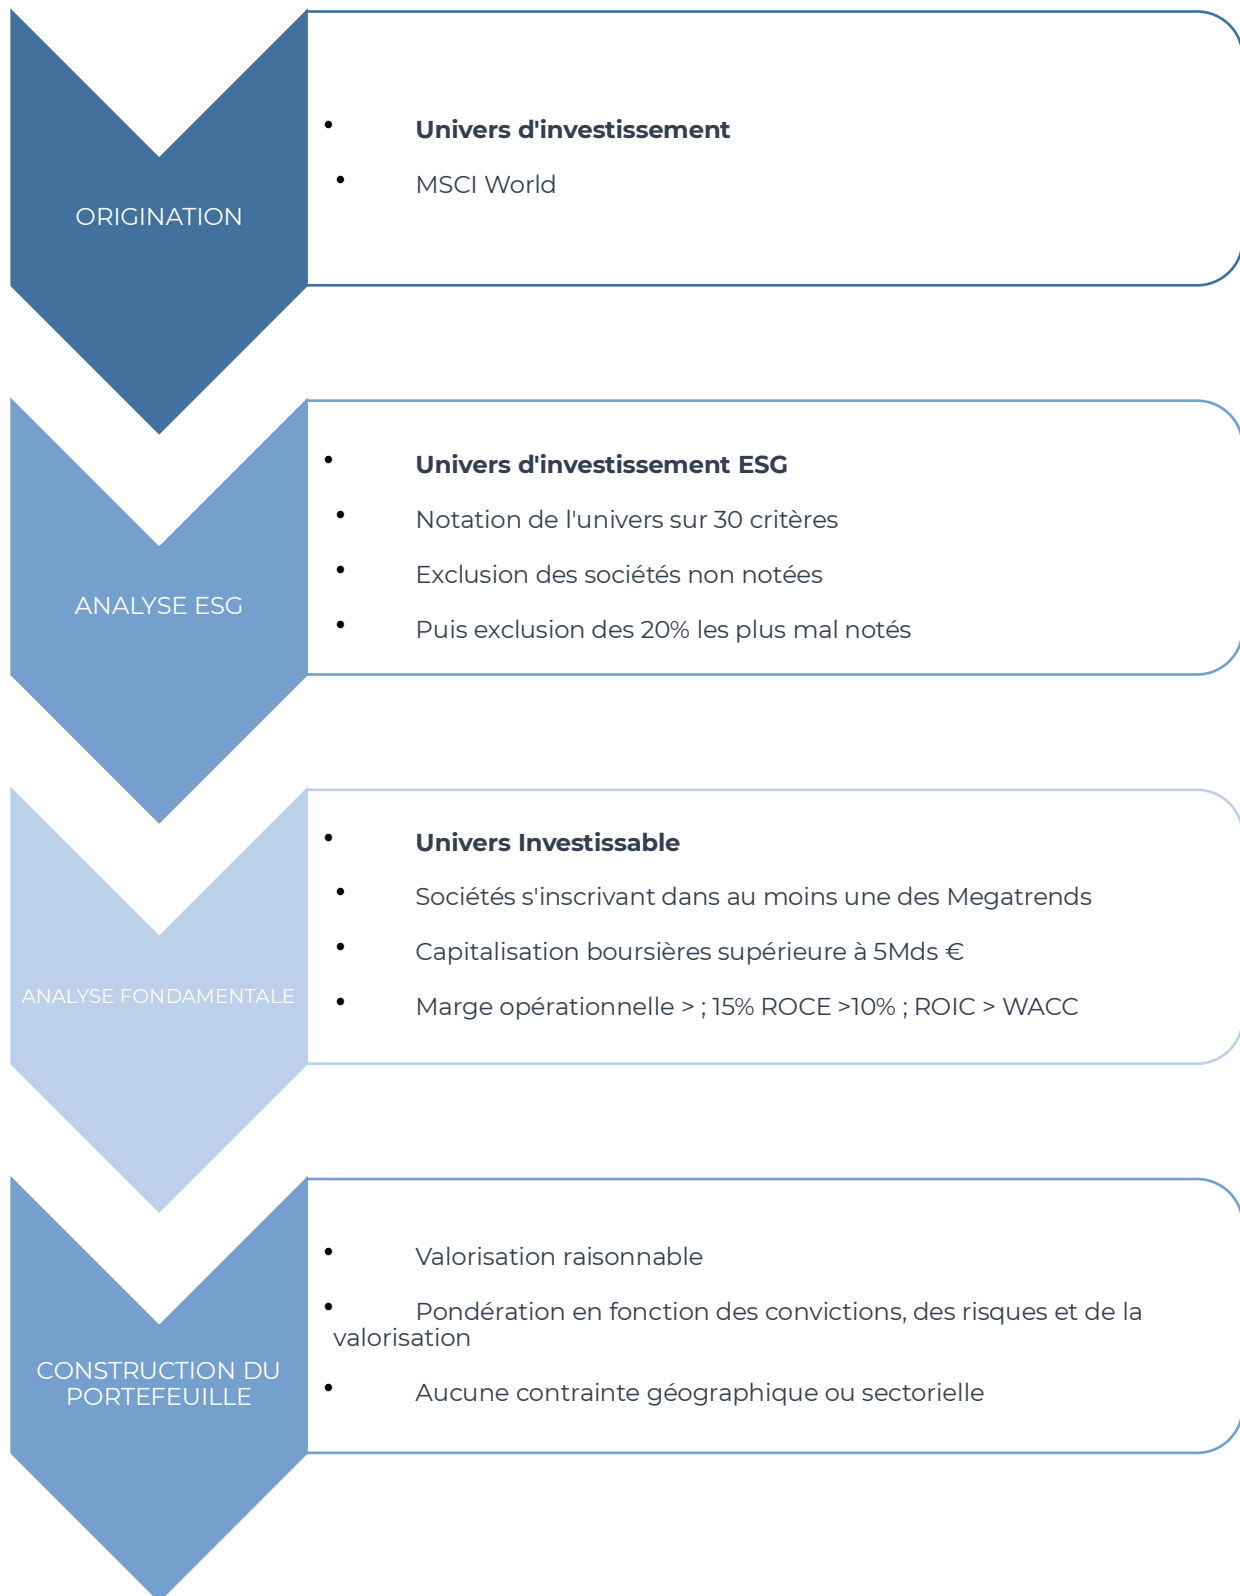 ORIGINATION
• Univers d'investissement
• MSCI World
ANALYSE ESG
• Univers d'investissement ESG
• Notation de l'univers sur 30 critères
• Exclusion des sociétés non notées
• Puis exclusion des 20% les plus mal notés
ANALYSE FONDAMENTALE
• Univers Investissable
• Sociétés s'inscrivant dans au moins une des Megatrends
• Capitalisation boursières supérieure à 5Mds €
• Marge opérationnelle > ; 15% ROCE >10% ; ROIC > WACC
CONSTRUCTION DU
PORTEFEUILLE
• Valorisation raisonnable
• Pondération en fonction des convictions, des risques et de la
valorisation
• Aucune contrainte géographique ou sectorielle